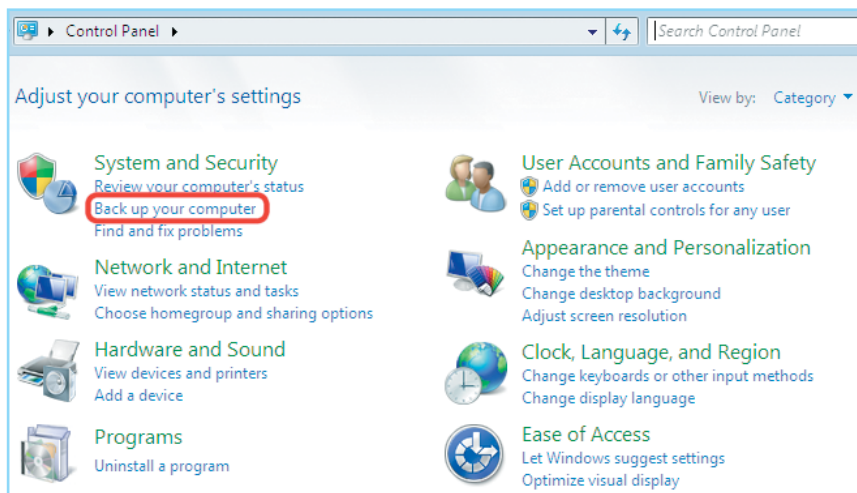 Control Panel
Search Control Panel
Adjust your computer's settings
View by: Category
System and Security
Review your computer's status
Back up your computer
Find and fix problems
Network and Internet
View network status and tasks
Choose homegroup and sharing options
Hardware and Sound
View devices and printers
Add a device
Programs
Uninstall a program
User Accounts and Family Safety
Add or remove user accounts
Set up parental controls for any user
Appearance and Personalization
Change the theme
Change desktop background
Adjust screen resolution
Clock, Language, and Region
Change keyboards or other input methods
Change display language
Ease of Access
Let Windows suggest settings
Optimize visual display